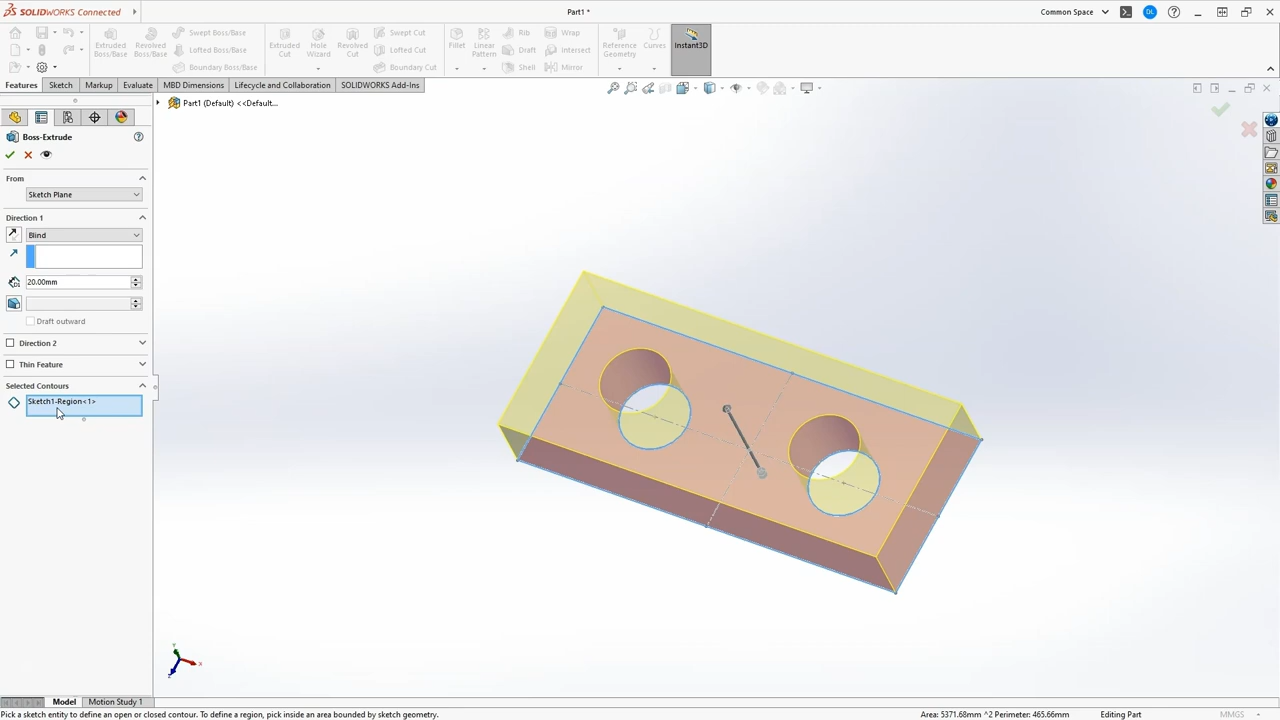 SOLIDWORKS Connected
Part1 *
Common Space
DL
Extruded Boss/Base
Revolved Boss/Base
Swept Boss/Base
Lofted Boss/Base
Boundary Boss/Base
Extruded Cut
Hole Wizard
Revolved Cut
Swept Cut
Lofted Cut
Boundary Cut
Fillet
Linear Pattern
Rib
Draft
Shell
Wrap
Intersect
Mirror
Reference Geometry
Curves
Instant3D
Features
Sketch
Markup
Evaluate
MBD Dimensions
Lifecycle and Collaboration
SOLIDWORKS Add-Ins
Part1 (Default) <<Default...
Boss-Extrude
From
Sketch Plane
Direction 1
Blind
20.00mm
Draft outward
Direction 2
Thin Feature
Selected Contours
Sketch1-Region<1>
Y
X
Z
Model
Motion Study 1
Pick a sketch entity to define an open or closed contour. To define a region, pick inside an area bounded by sketch geometry.
Area: 5371.68mm ^2 Perimeter: 465.66mm
Editing Part
MMGS